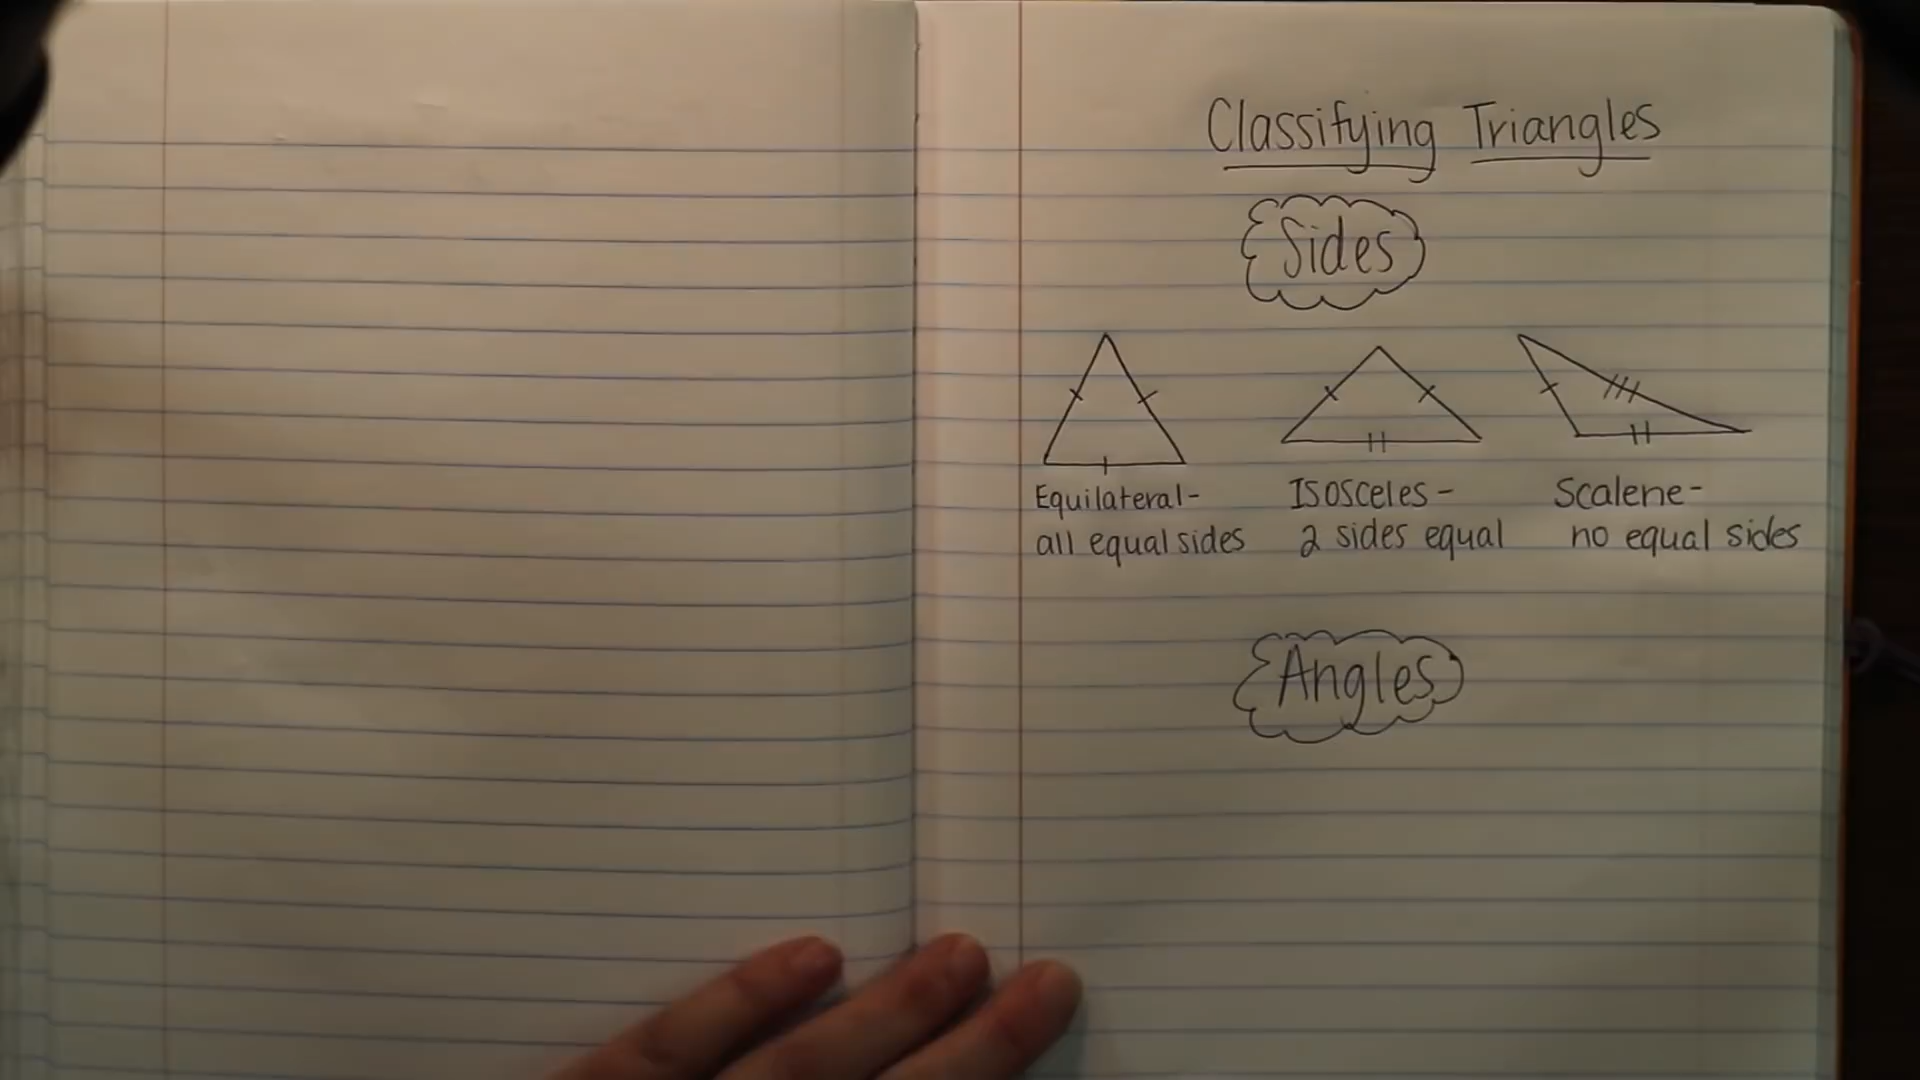 Classifying Triangles
Sides
Equilateral-
all equal sides
Isosceles-
2 sides equal
Scalene-
no equal sides
Angles